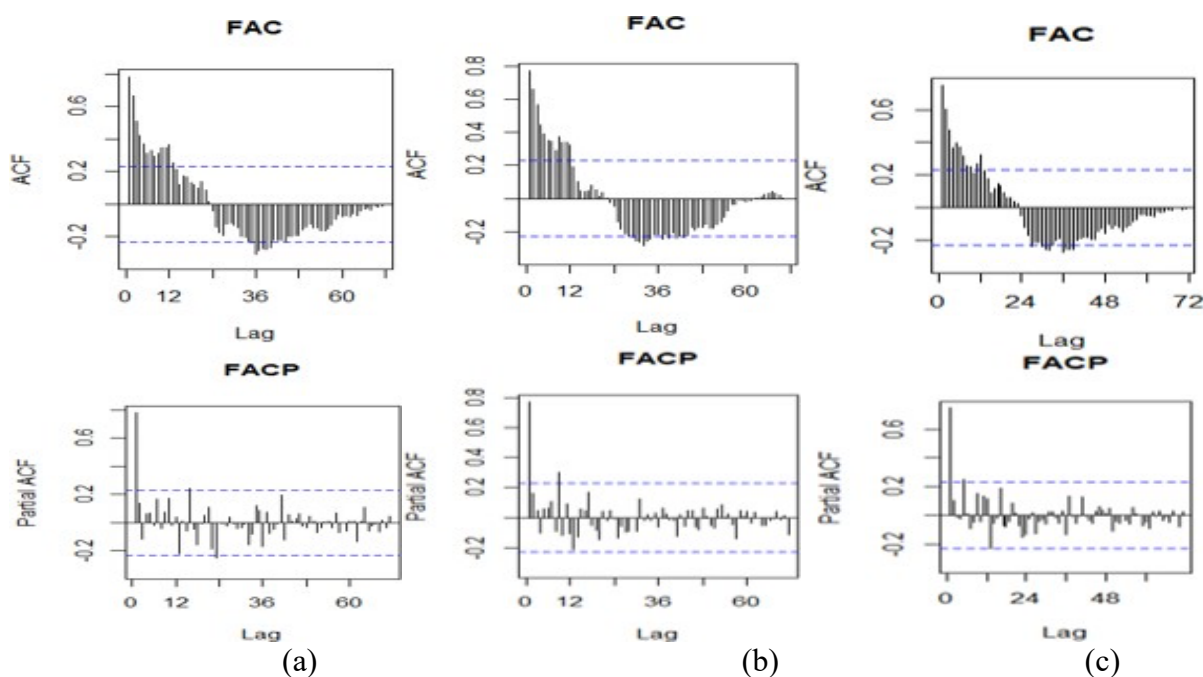 FAC
FAC
FAC
ACF
0.6
0.2
-0.2
0 12 36 60
Lag
ACF
0.8
0.6
0.4
0.2
-0.2
0 12 36 60
Lag
ACF
0.6
0.2
-0.2
0 24 48 72
Lag
FACP
FACP
FACP
Partial ACF
0.6
0.2
-0.2
0 12 36 60
Lag
Partial ACF
0.8
0.6
0.4
0.2
-0.2
0 12 36 60
Lag
Partial ACF
0.6
0.2
-0.2
0 24 48
Lag
(a) (b) (c)